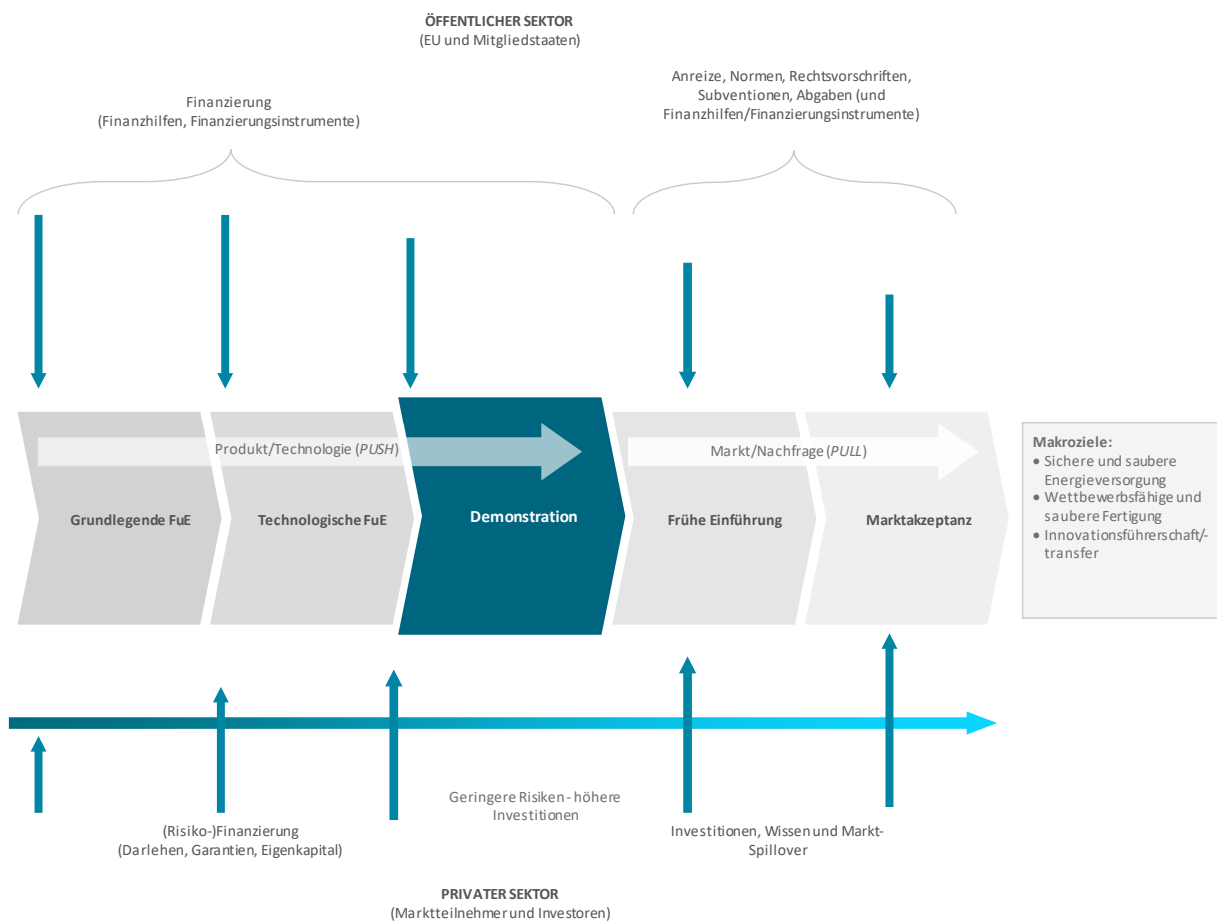 ÖFFENTLICHER SEKTOR
(EU und Mitgliedstaaten)
Finanzierung
(Finanzhilfen, Finanzierungsinstrumente)
Anreize, Normen, Rechtsvorschriften,
Subventionen, Abgaben (und
Finanzhilfen/Finanzierungsinstrumente)
Produkt/Technologie (PUSH)
Markt/Nachfrage (PULL)
Grundlegende FuE
Technologische FuE
Demonstration
Frühe Einführung
Marktakzeptanz
Makroziele:
• Sichere und saubere
Energieversorgung
• Wettbewerbsfähige und
saubere Fertigung
• Innovationsführerschaft/-
transfer
Geringere Risiken - höhere
Investitionen
(Risiko-)Finanzierung
(Darlehen, Garantien, Eigenkapital)
Investitionen, Wissen und Markt-
Spillover
PRIVATER SEKTOR
(Marktteilnehmer und Investoren)